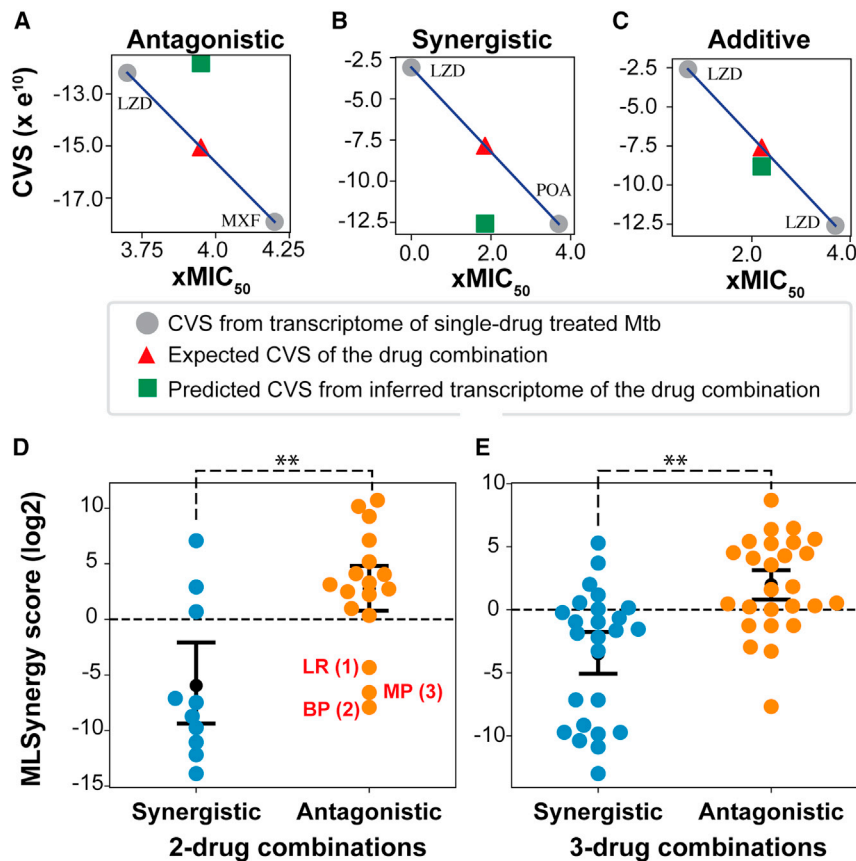 A
Antagonistic
B
Synergistic
C
Additive
CVS (x e¹⁰)
-13.0
-15.0
-17.0
LZD
MXF
3.75
4.0
4.25
xMIC₅₀
-2.5
-5.0
-7.5
-10.0
-12.5
LZD
POA
0.0
2.0
4.0
xMIC₅₀
-2.5
-5.0
-7.5
-10.0
-12.5
LZD
LZD
2.0
4.0
xMIC₅₀
CVS from transcriptome of single-drug treated Mtb
Expected CVS of the drug combination
Predicted CVS from inferred transcriptome of the drug combination
D
**
MLSynergy score (log2)
10
5
0
-5
-10
-15
LR (1)
MP (3)
BP (2)
Synergistic
Antagonistic
2-drug combinations
E
**
10
5
0
-5
-10
Synergistic
Antagonistic
3-drug combinations